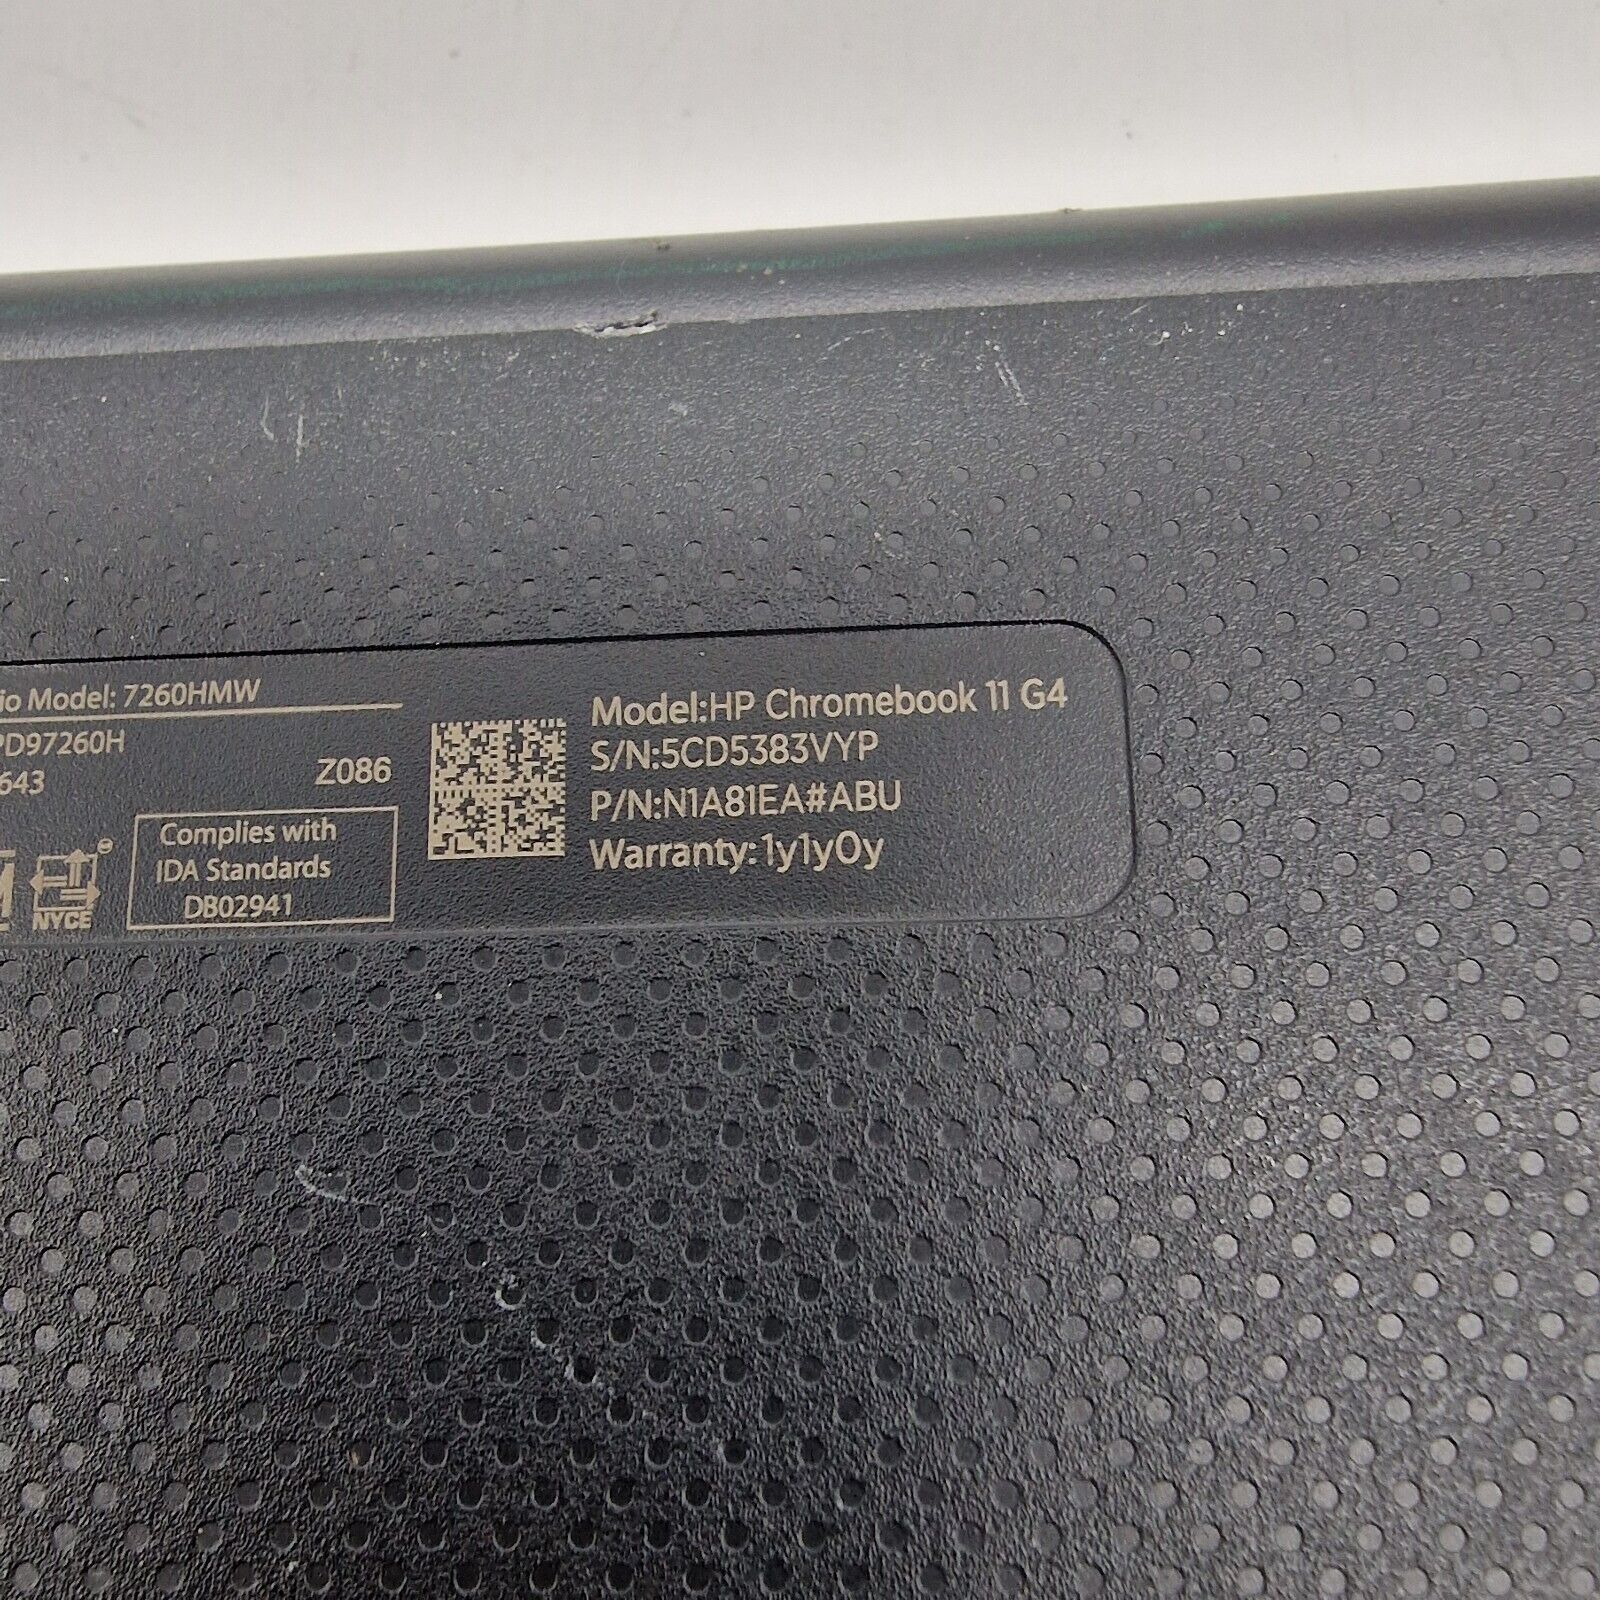 io Model: 7260HMW
PD97260H
643
Z086
Complies with
IDA Standards
DB02941
NYCE
Model:HP Chromebook 11 G4
S/N:5CD5383VYP
P/N:N1A81EA#ABU
Warranty:1y1y0y